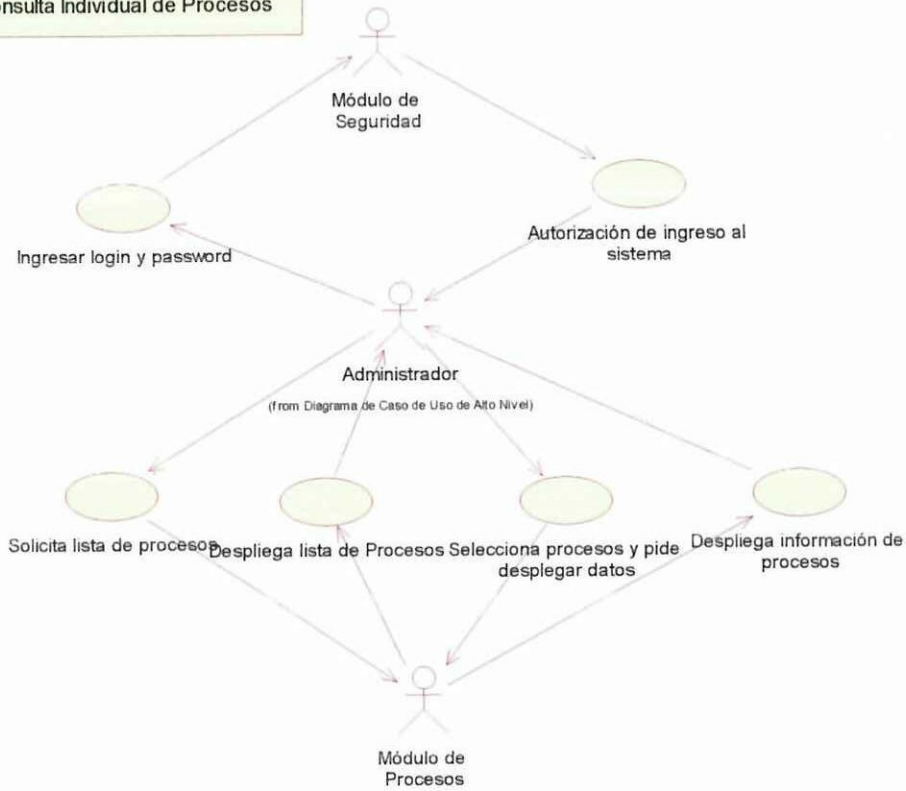 Individual de Procesos
Módulo de
Seguridad
Autorización de ingreso al
sistema
Ingresar login y password
Administrador
(from Diagrama de Caso de Uso de Alto Nivel)
Solicita lista de procesos
Despliega lista de Procesos
Selecciona procesos y pide
desplegar datos
Despliega información de
procesos
Módulo de
Procesos